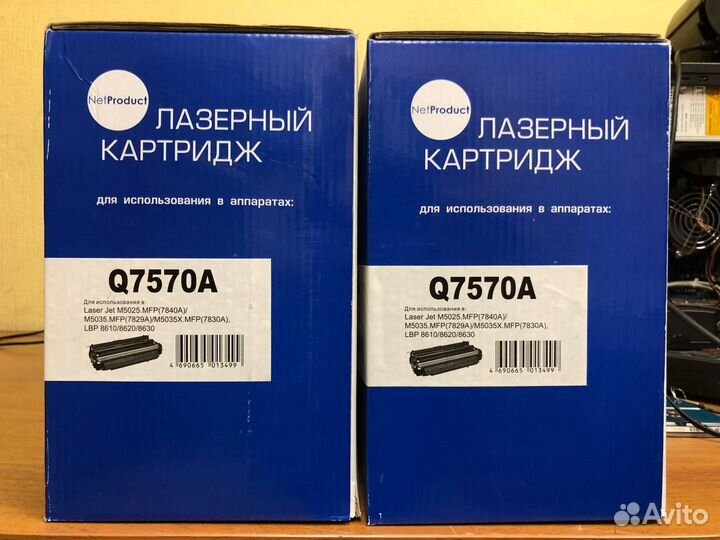 NetProduct
ЛАЗЕРНЫЙ
КАРТРИДЖ
для использования в аппаратах:
Q7570A
Для использования в:
Laser Jet M5025.MFP(7840A)/
M5035.MFP(7829A)/M5035X.MFP(7830A),
LBP 8610/8620/8630
4 690665 013499
NetProduct
ЛАЗЕРНЫЙ
КАРТРИДЖ
для использования в аппаратах:
Q7570A
Для использования в:
Laser Jet M5025.MFP(7840A)/
M5035.MFP(7829A)/M5035X.MFP(7830A),
LBP 8610/8620/8630
4 690665 013499
Avito